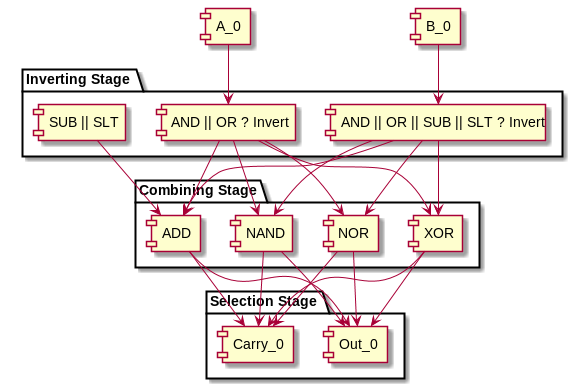 A_0
B_0
Inverting Stage
SUB || SLT
AND || OR ? Invert
AND || OR || SUB || SLT ? Invert
Combining Stage
ADD
NAND
NOR
XOR
Selection Stage
Carry_0
Out_0